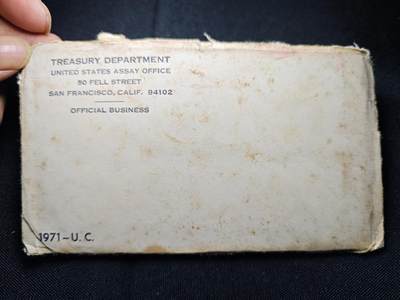 TREASURY DEPARTMENT
UNITED STATES ASSAY OFFICE
50 FELL STREET
SAN FRANCISCO, CALIF. 94102
OFFICIAL BUSINESS
1971-U.C.